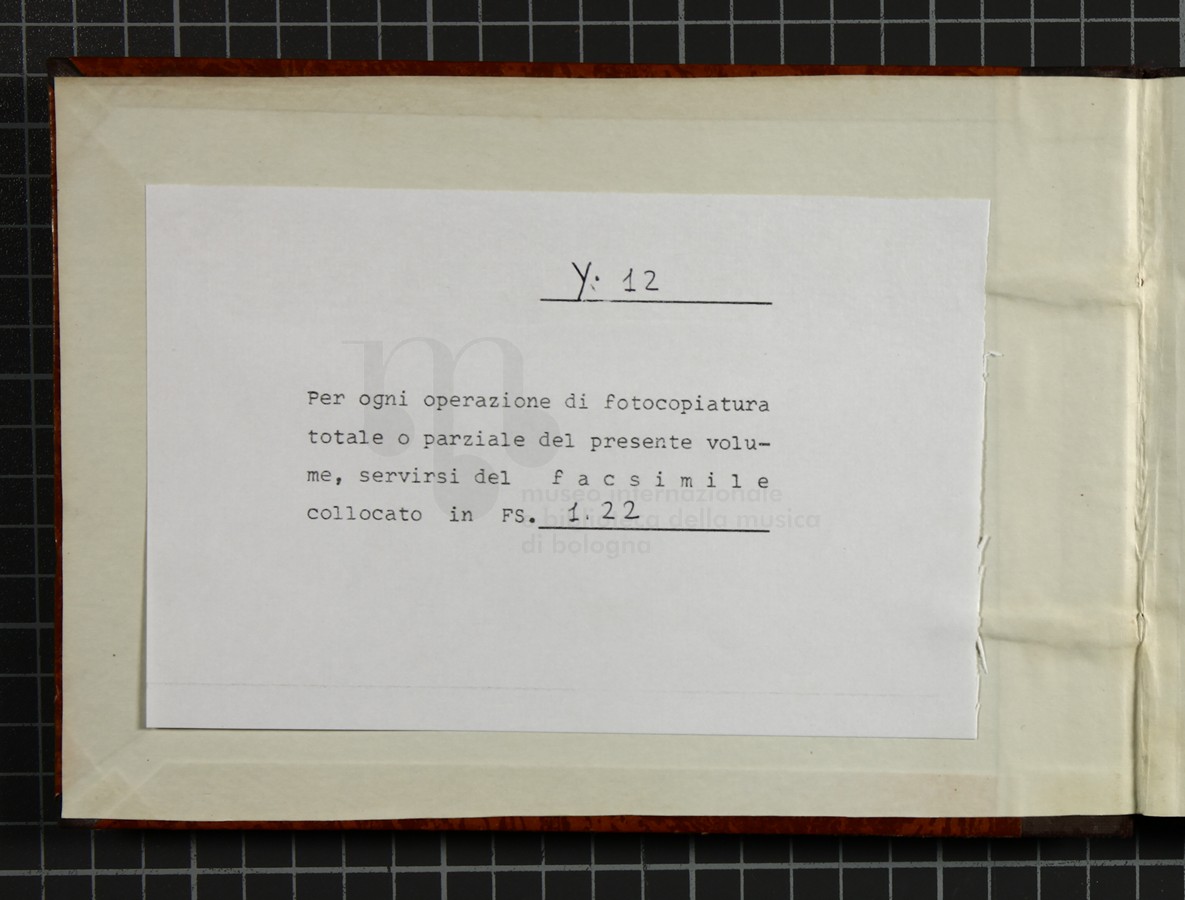 Y: 12
Per ogni operazione di fotocopiatura
totale o parziale del presente volu-
me, servirsi del f a c s i m i l e
collocato in FS. 1.22
museo internazionale
e biblioteca della musica
di bologna